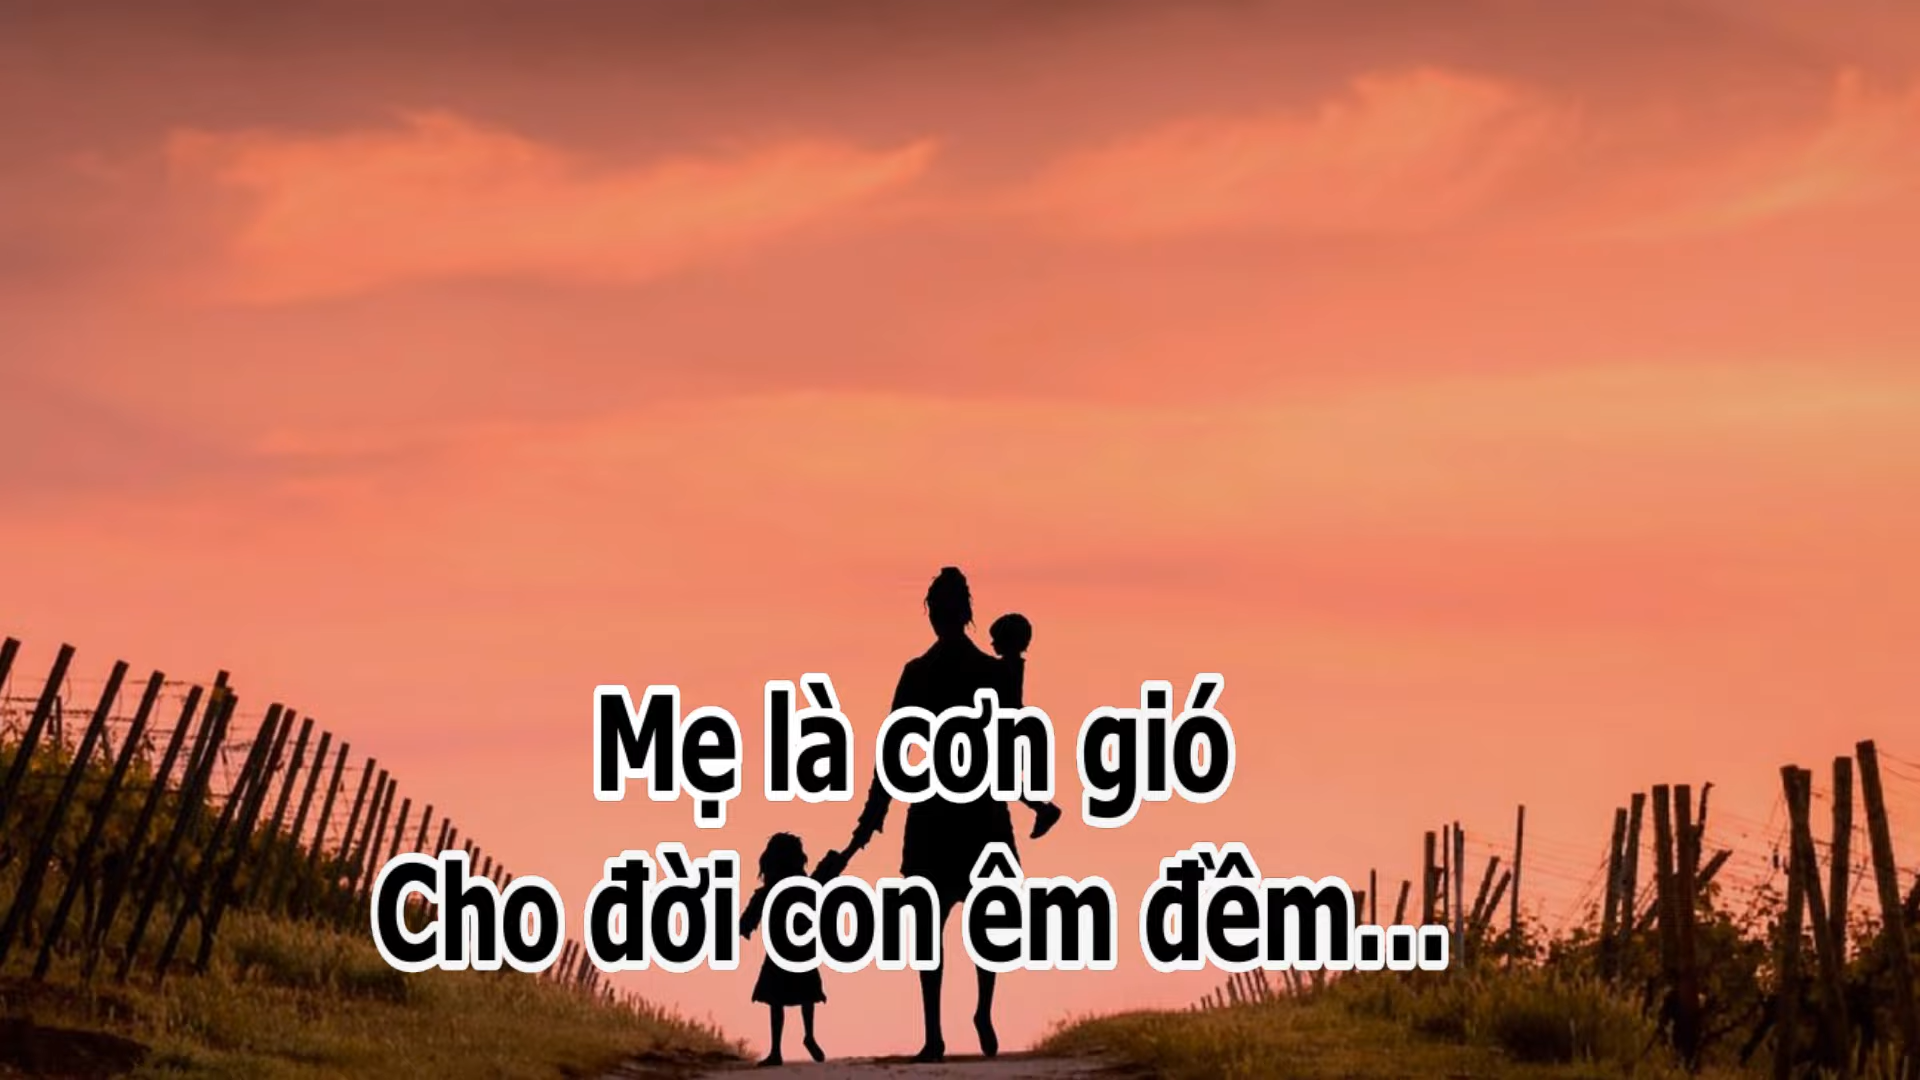 Mẹ là cơn gió
Cho đời con êm đềm...